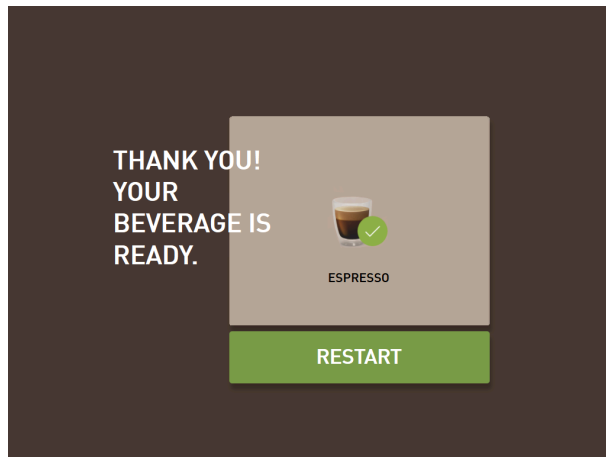 THANK YOU!
YOUR
BEVERAGE IS
READY.
ESPRESSO
RESTART